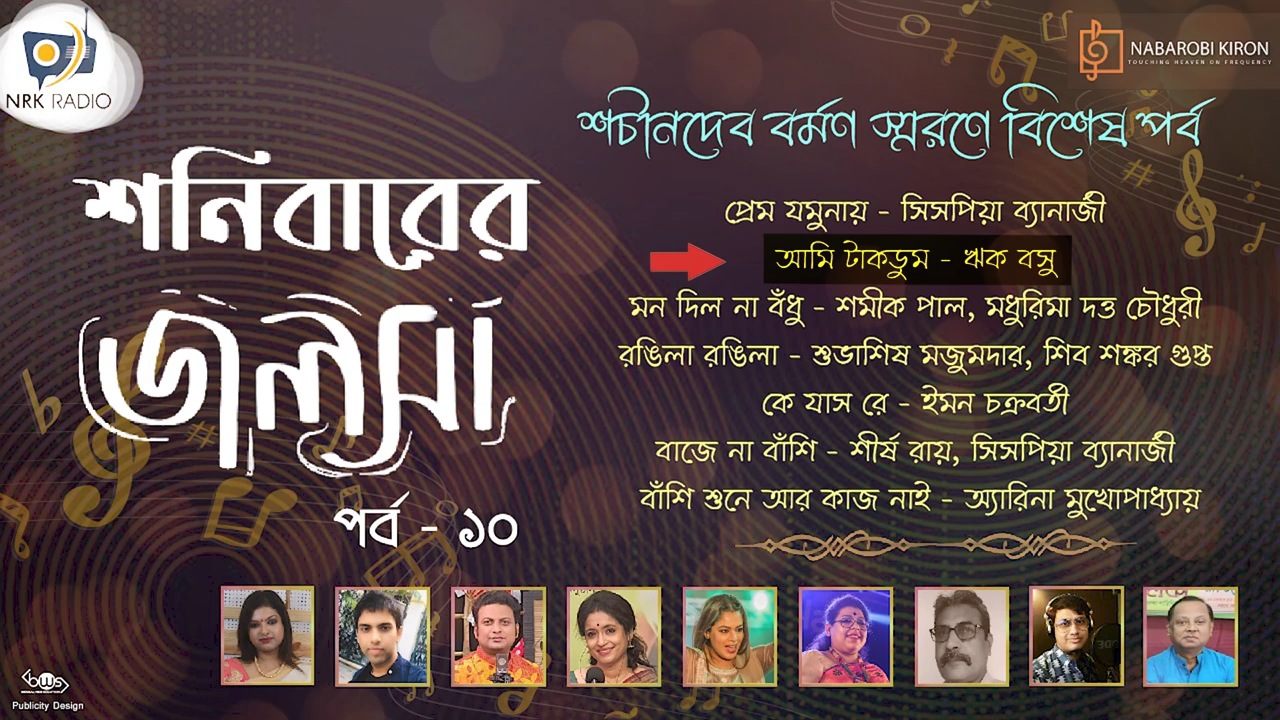 NRK RADIO
NABAROBI KIRON
TOUCHING HEAVEN ON FREQUENCY
শচীনদেব বর্মণ স্মরণে বিশেষ পর্ব
শনিবারের
জলসা
পর্ব - ১০
প্রেম যমুনায় - সিসপিয়া ব্যানার্জী
আমি টাকডুম - ঋক বসু
মন দিল না বঁধু - শমীক পাল, মধুরিমা দত্ত চৌধুরী
রঙিলা রঙিলা - শুভাশিষ মজুমদার, শিব শঙ্কর গুপ্ত
কে যাস রে - ইমন চক্রবর্তী
বাজে না বাঁশি - শীর্ষ রায়, সিসপিয়া ব্যানার্জী
বাঁশি শুনে আর কাজ নাই - অ্যারিনা মুখোপাধ্যায়
bws
Publicity Design